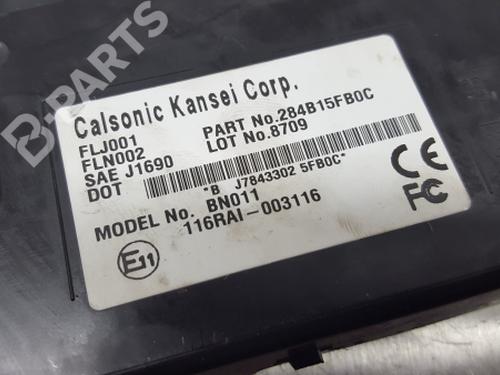 B-PARTS
Calsonic Kansei Corp.
FLJ001 PART No.284B15FB0C
FLN002 LOT No.8709
SAE J1690
DOT
*B J7843302 5FB0C*
MODEL No. BN011
116RAI-003116
E11
CE
FC